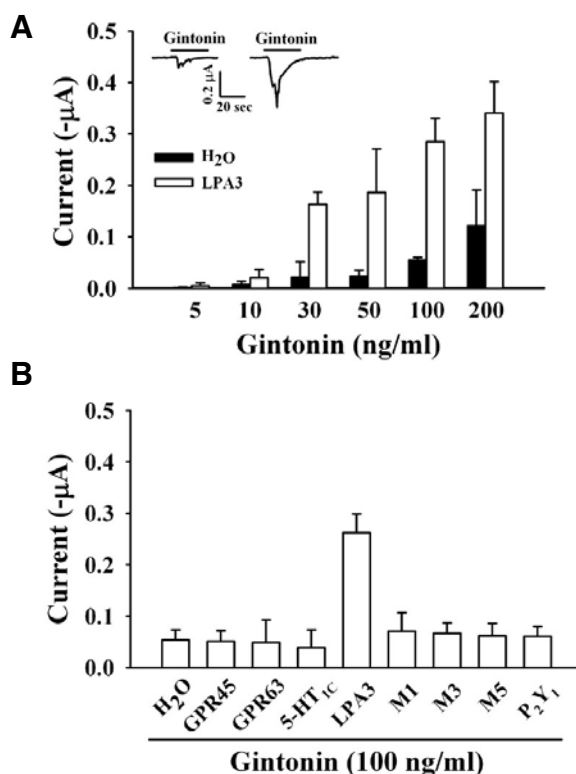 A
Gintonin Gintonin
0.2 μA
20 sec
H₂O
LPA3
Current (-μA)
0.5
0.4
0.3
0.2
0.1
0.0
5 10 30 50 100 200
Gintonin (ng/ml)
B
Current (-μA)
0.5
0.4
0.3
0.2
0.1
0.0
H₂O GPR45 GPR63 5-HT₁C LPA3 M1 M3 M5 P₂Y₁
Gintonin (100 ng/ml)